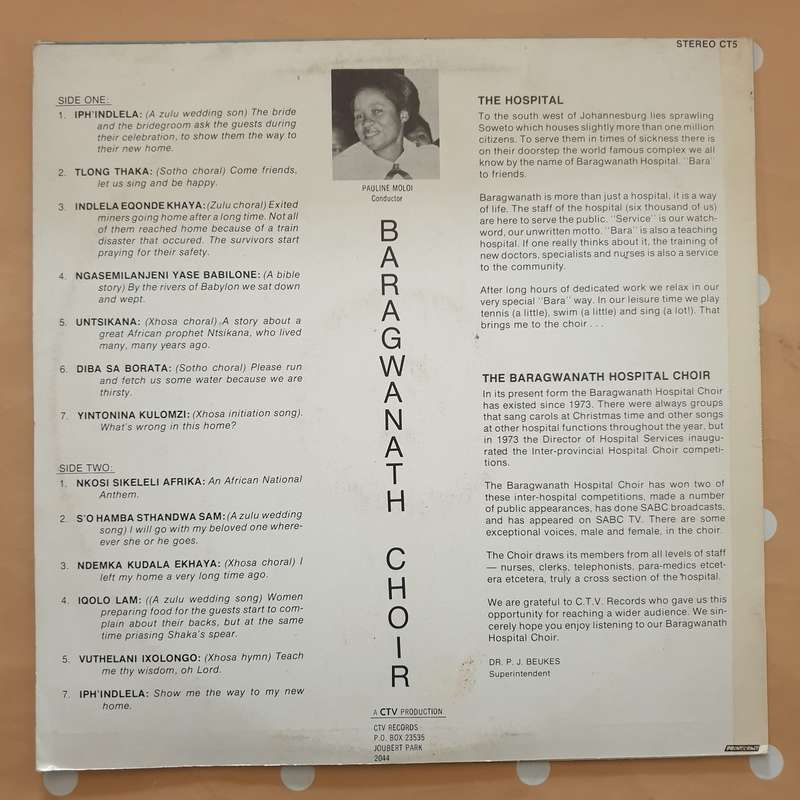 STEREO CT5
SIDE ONE:
1. IPH'INDLELA: (A zulu wedding son) The bride
and the bridegroom ask the guests during
their celebration, to show them the way to
their new home.
2. TLONG THAKA: (Sotho choral) Come friends,
let us sing and be happy.
3. INDLELA EQONDE KHAYA: (Zulu choral) Exited
miners going home after a long time. Not all
of them reached home because of a train
disaster that occured. The survivors start
praying for their safety.
4. NGASEMILANJENI YASE BABILONE: (A bible
story) By the rivers of Babylon we sat down
and wept.
5. UNTSIKANA: (Xhosa choral) A story about a
great African prophet Ntsikana, who lived
many, many years ago.
6. DIBA SA BORATA: (Sotho choral) Please run
and fetch us some water because we are
thirsty.
7. YINTONINA KULOMZI: (Xhosa initiation song).
What's wrong in this home?
SIDE TWO:
1. NKOSI SIKELELI AFRIKA: An African National
Anthem.
2. S'O HAMBA STHANDWA SAM: (A zulu wedding
song) I will go with my beloved one where-
ever she or he goes.
3. NDEMKA KUDALA EKHAYA: (Xhosa choral) I
left my home a very long time ago.
4. IQOLO LAM: ((A zulu wedding song) Women
preparing food for the guests start to com-
plain about their backs, but at the same
time priasing Shaka's spear.
5. VUTHELANI IXOLONGO: (Xhosa hymn) Teach
me thy wisdom, oh Lord.
7. IPH'INDLELA: Show me the way to my new
home.
PAULINE MOLOI
Conductor
BARAGWANATH CHOIR
A CTV PRODUCTION
CTV RECORDS
P.O. BOX 23535
JOUBERT PARK
2044
THE HOSPITAL
To the south west of Johannesburg lies sprawling
Soweto which houses slightly more than one million
citizens. To serve them in times of sickness there is
on their doorstep the world famous complex we all
know by the name of Baragwanath Hospital. "Bara"
to friends.
Baragwanath is more than just a hospital, it is a way
of life. The staff of the hospital (six thousand of us)
are here to serve the public. "Service" is our watch-
word, our unwritten motto. "Bara" is also a teaching
hospital. If one really thinks about it, the training of
new doctors, specialists and nurses is also a service
to the community.
After long hours of dedicated work we relax in our
very special "Bara" way. In our leisure time we play
tennis (a little), swim (a little) and sing (a lot!). That
brings me to the choir . . .
THE BARAGWANATH HOSPITAL CHOIR
In its present form the Baragwanath Hospital Choir
has existed since 1973. There were always groups
that sang carols at Christmas time and other songs
at other hospital functions throughout the year, but
in 1973 the Director of Hospital Services inaugu-
rated the Inter-provincial Hospital Choir competi-
tions.
The Baragwanath Hospital Choir has won two of
these inter-hospital competitions, made a number
of public appearances, has done SABC broadcasts,
and has appeared on SABC TV. There are some
exceptional voices, male and female, in the choir.
The Choir draws its members from all levels of staff
— nurses, clerks, telephonists, para-medics etcet-
era etcetera, truly a cross section of the hospital.
We are grateful to C.T.V. Records who gave us this
opportunity for reaching a wider audience. We sin-
cerely hope you enjoy listening to our Baragwanath
Hospital Choir.
DR. P. J. BEUKES
Superintendent